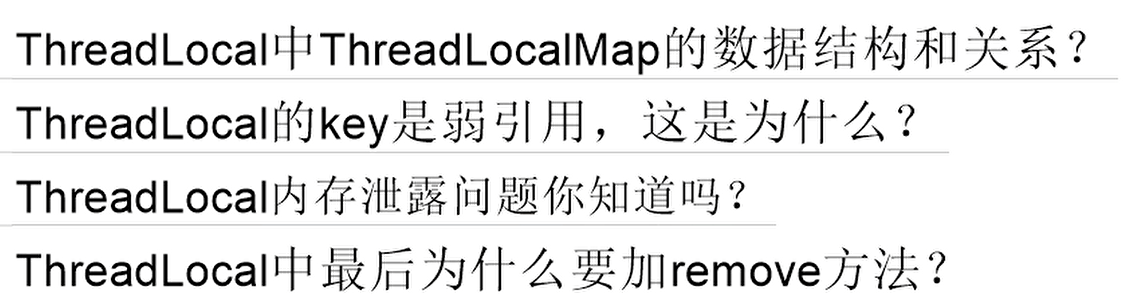 ThreadLocal中ThreadLocalMap的数据结构和关系?
ThreadLocal的key是弱引用，这是为什么?
ThreadLocal内存泄露问题你知道吗?
ThreadLocal中最后为什么要加remove方法?